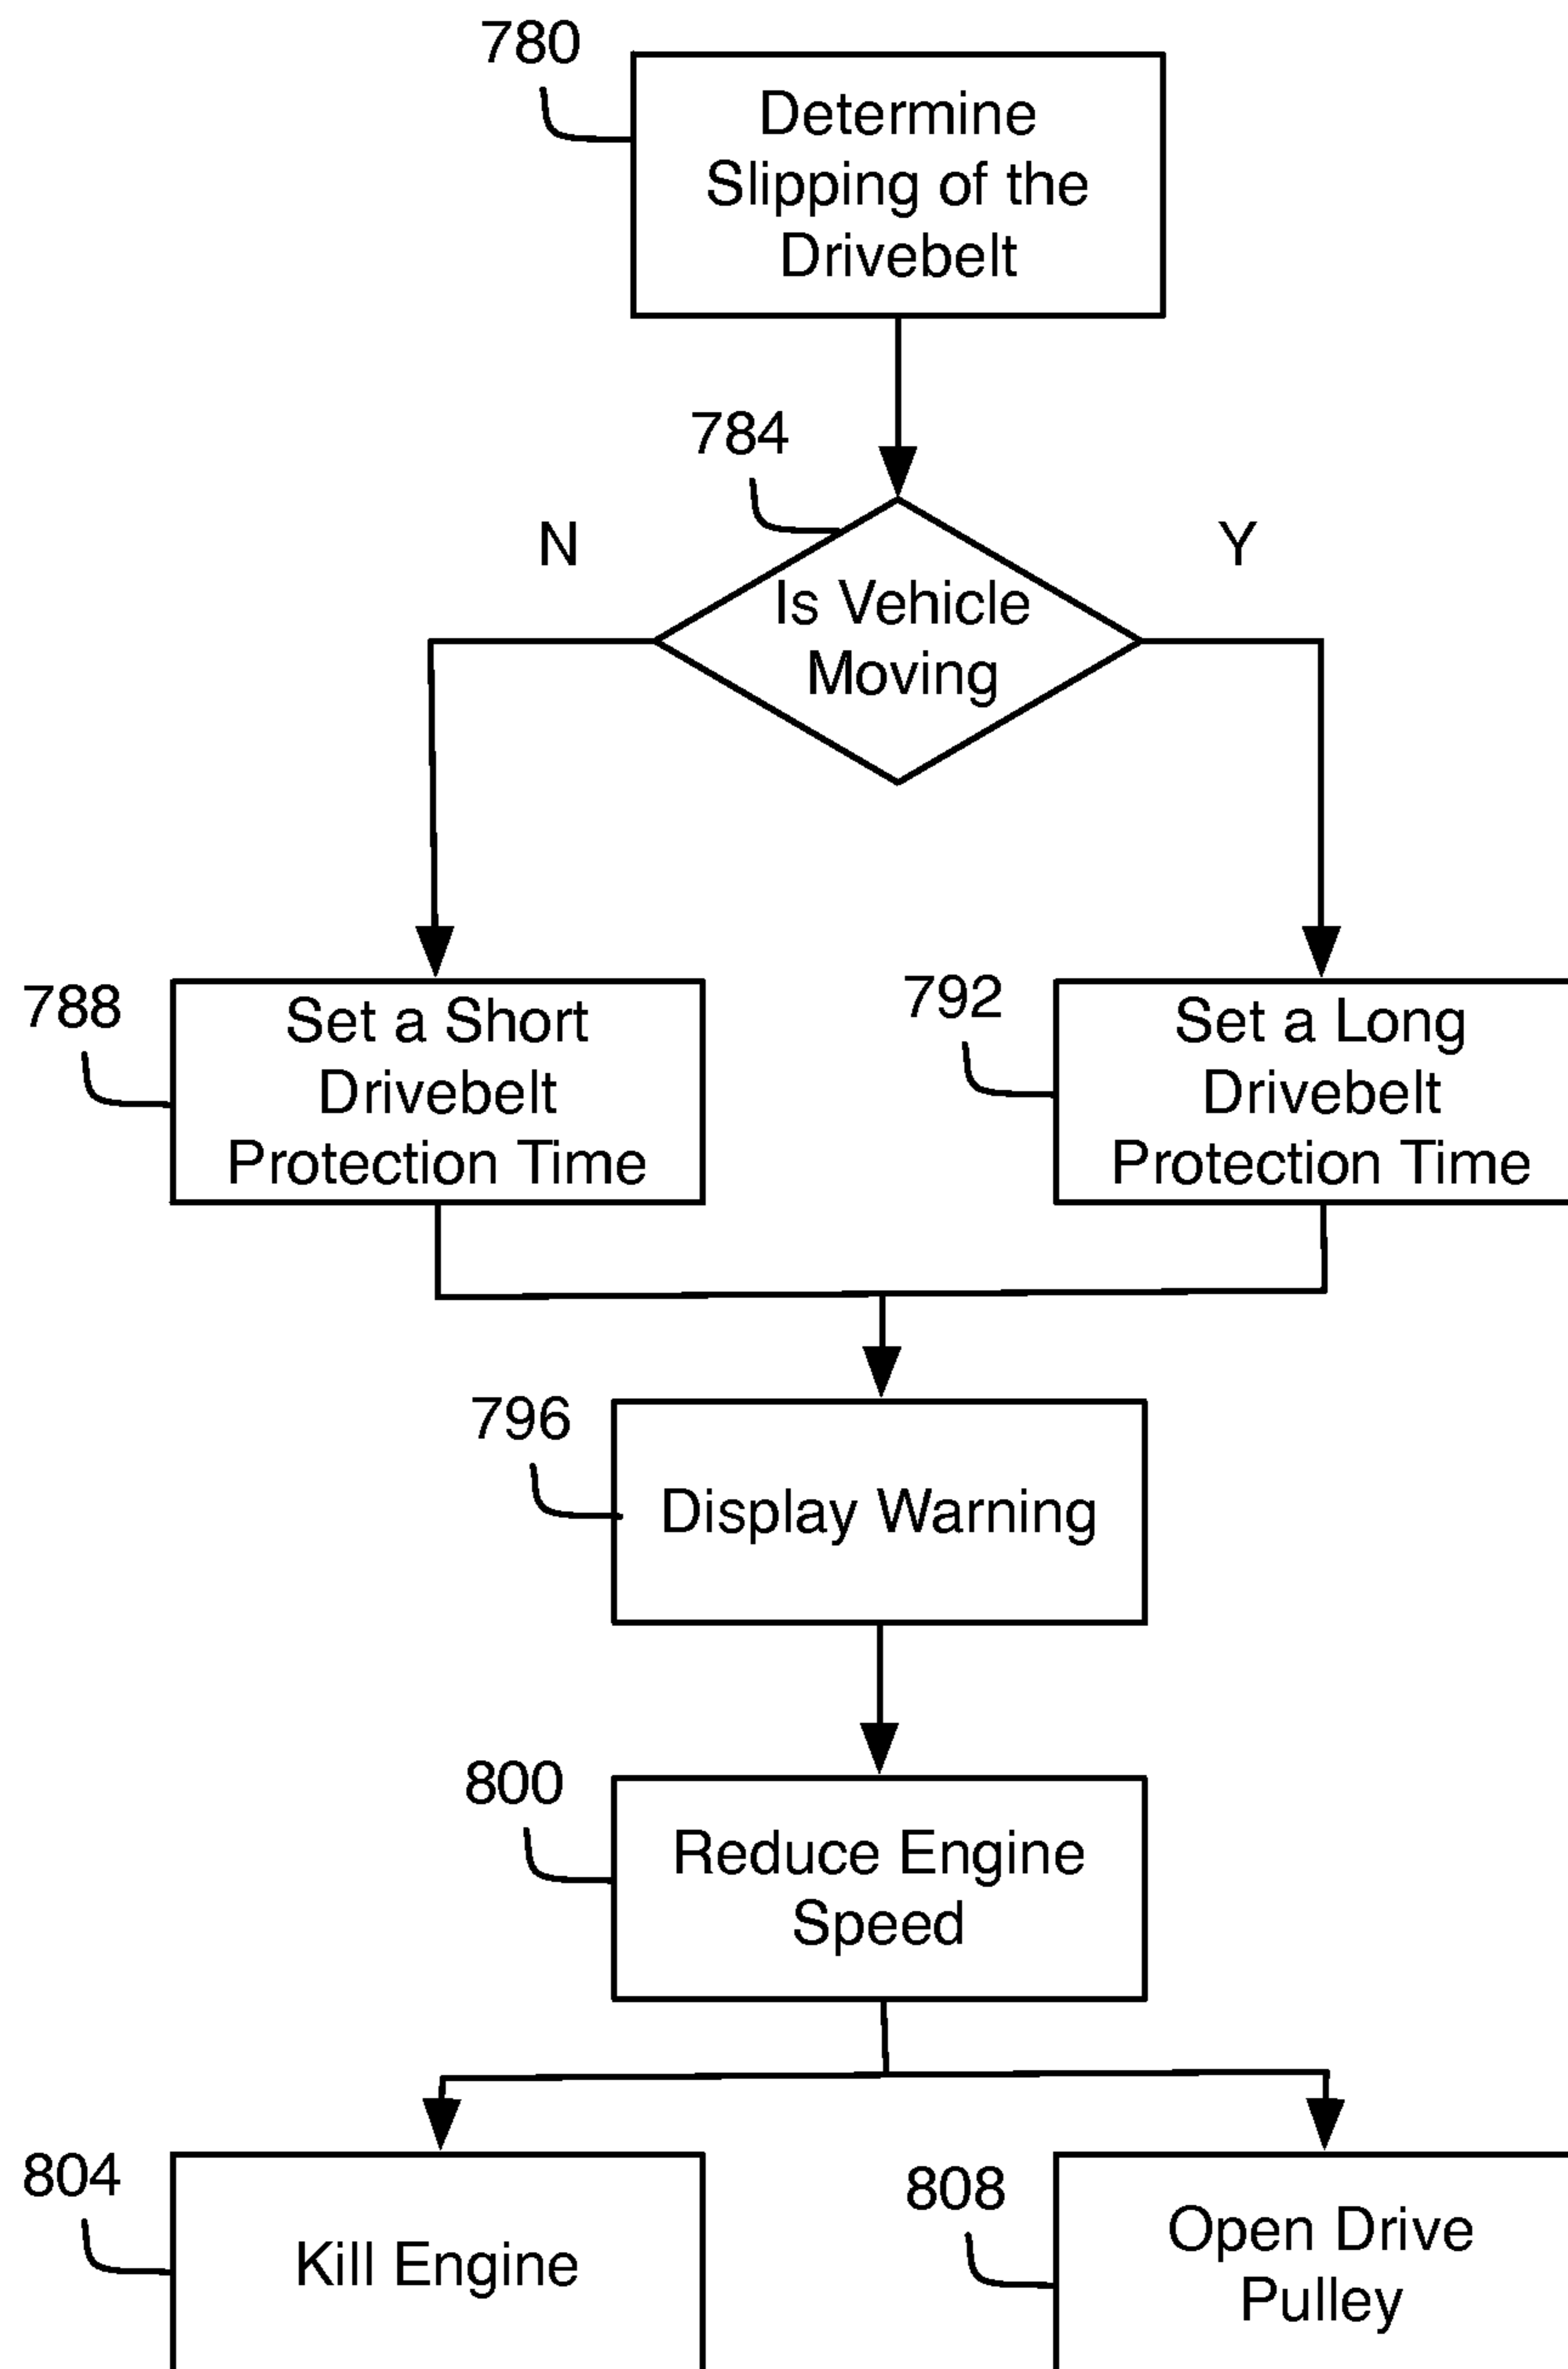 780
Determine
Slipping of the
Drivebelt
784
N
Y
Is Vehicle
Moving
788
Set a Short
Drivebelt
Protection Time
792
Set a Long
Drivebelt
Protection Time
796
Display Warning
800
Reduce Engine
Speed
804
Kill Engine
808
Open Drive
Pulley